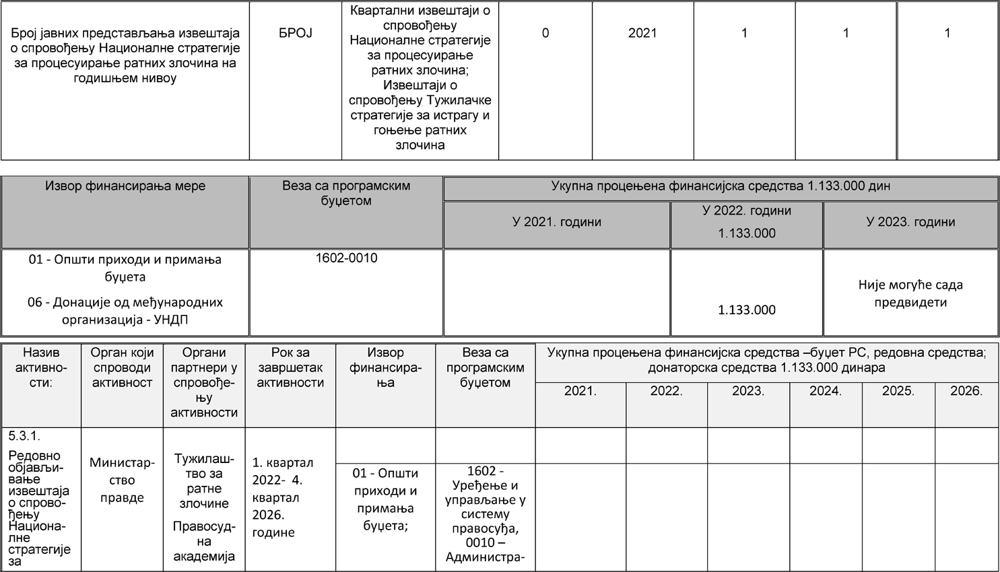 Број јавних представљања извештаја
о спровођењу Националне стратегије
за процесуирање ратних злочина на
годишњем нивоу
БРОЈ
Квартални извештаји о
спровођењу
Националне стратегије
за процесуирање
ратних злочина;
Извештаји о
спровођењу Тужилачке
стратегије за истрагу и
гоњење ратних
злочина
0
2021
1
1
1
Извор финансирања мере
Веза са програмским
буџетом
Укупна процењена финансијска средства 1.133.000 дин
У 2021. години
У 2022. години
1.133.000
У 2023. години
01 - Општи приходи и примања
буџета
06 - Донације од међународних
организација - УНДП
1602-0010
1.133.000
Није могуће сада
предвидети
Назив
активно-
сти:
Орган који
спроводи
активност
Органи
партнери у
спровође-
њу
активности
Рок за
завршетак
активности
Извор
финансира-
ња
Веза са
програмским
буџетом
Укупна процењена финансијска средства –буџет РС, редовна средства;
донаторска средства 1.133.000 динара
2021.
2022.
2023.
2024.
2025.
2026.
5.3.1.
Редовно
објављи-
вање
извештаја
о спрово-
ђењу
Национа-
лне
стратегије
за
Министар-
ство
правде
Тужилаш-
тво за
ратне
злочине
Правосуд-
на
академија
1. квартал
2022- 4.
квартал
2026.
године
01 - Општи
приходи и
примања
буџета;
1602 -
Уређење и
управљање у
систему
правосуђа,
0010 –
Администра-